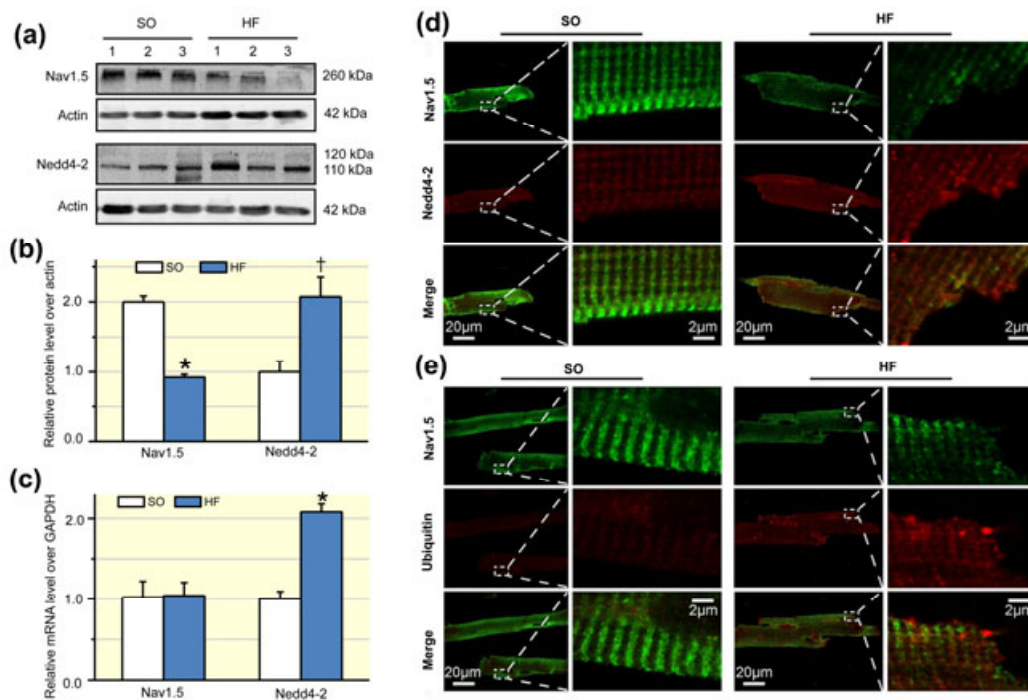 (a)
SO HF
1 2 3 1 2 3
Nav1.5 260 kDa
Actin 42 kDa
120 kDa
Nedd4-2 110 kDa
Actin 42 kDa
(b)
Relative protein level over actin
SO HF
†
2.0
*
1.0
0.0
Nav1.5 Nedd4-2
(c)
Relative mRNA level over GAPDH
SO HF
*
2.0
1.0
0.0
Nav1.5 Nedd4-2
(d)
SO HF
Nav1.5
Nedd4-2
Merge
20μm 2μm 20μm 2μm
(e)
SO HF
Nav1.5
Ubiquitin
2μm 2μm
Merge
20μm 20μm